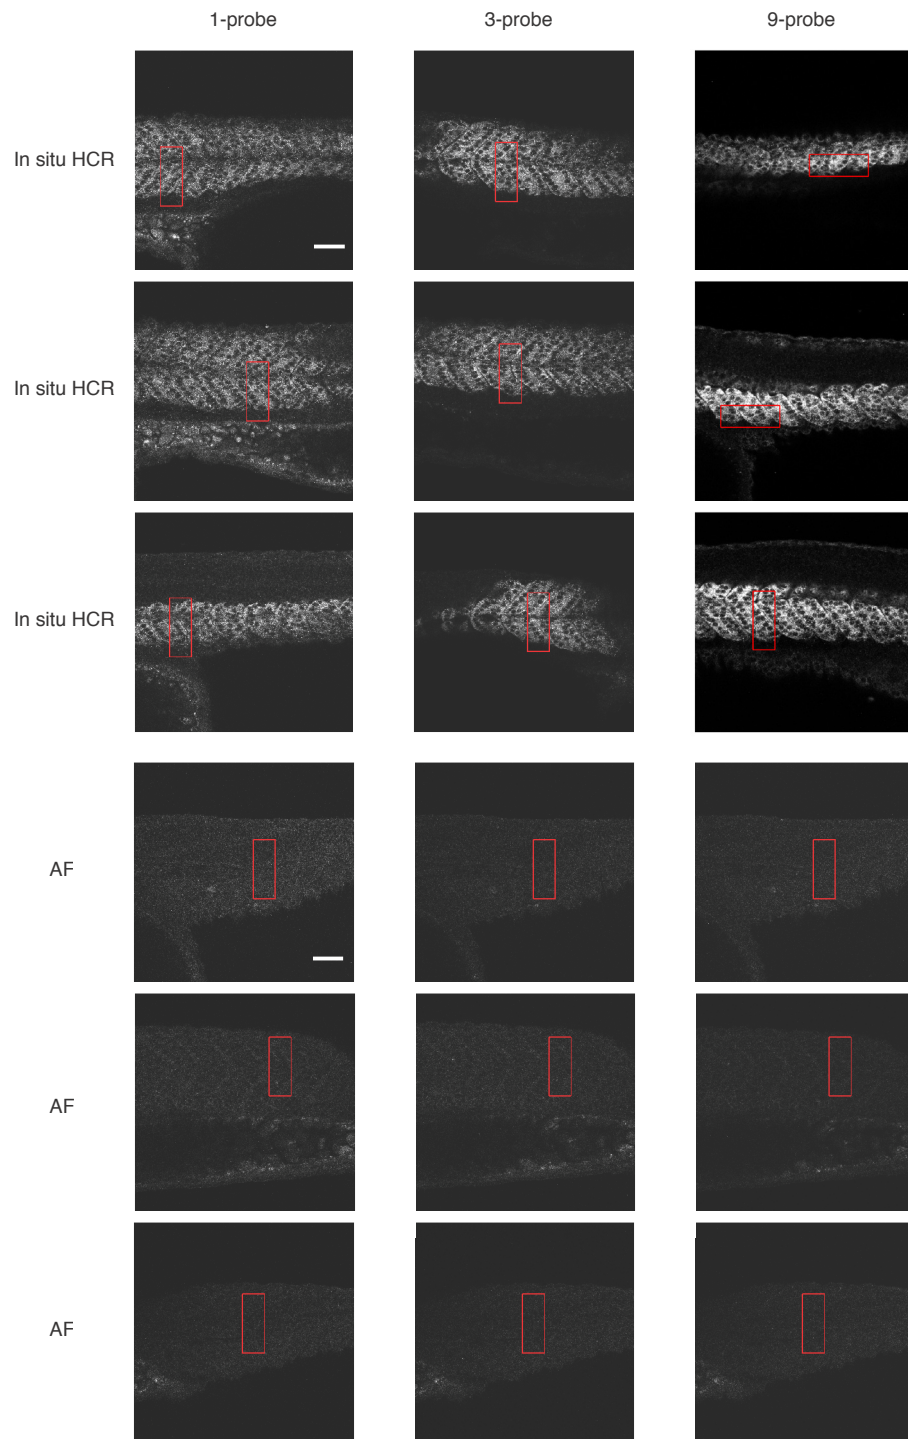 1-probe 3-probe 9-probe
In situ HCR
In situ HCR
In situ HCR
AF
AF
AF